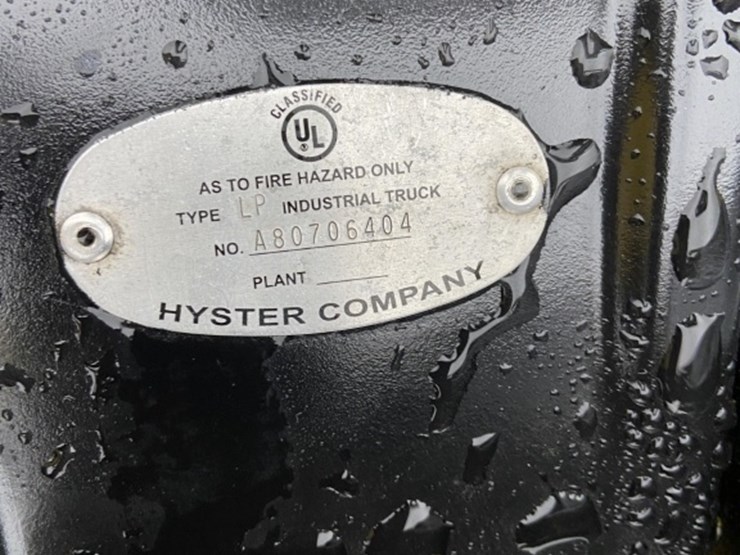 CLASSIFIED
UL
®
AS TO FIRE HAZARD ONLY
TYPE LP INDUSTRIAL TRUCK
NO. A80706404
PLANT
HYSTER COMPANY